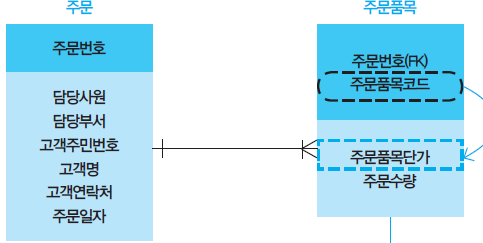 주문
주문번호
담당사원
담당부서
고객주민번호
고객명
고객연락처
주문일자
주문품목
주문번호(FK)
주문품목코드
주문품목단가
주문수량